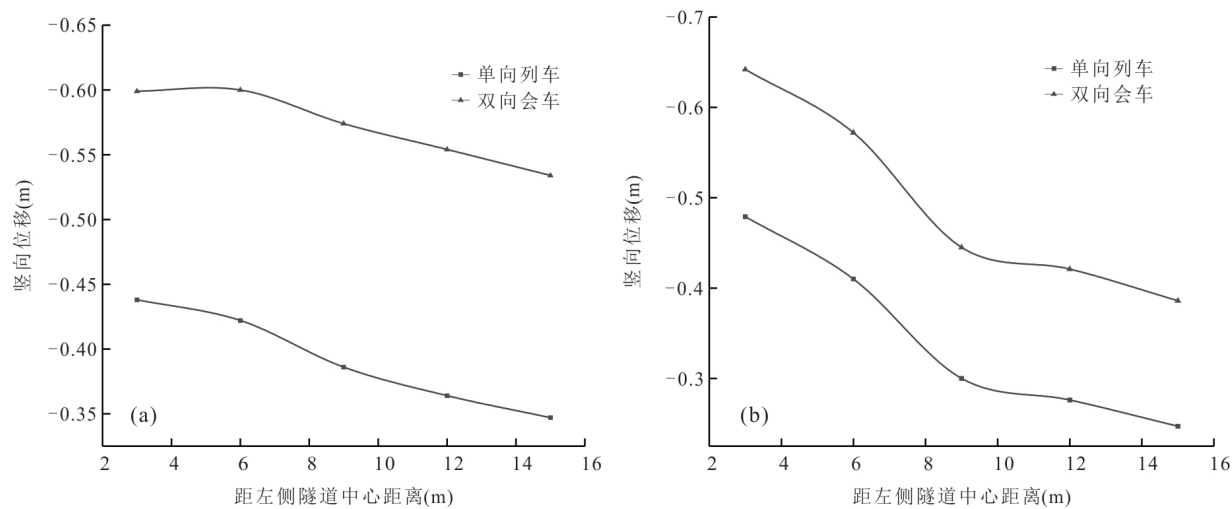 -0.65
-0.60
-0.55
-0.50
-0.45
-0.40
-0.35
竖向位移(m)
单向列车
双向会车
(a)
2 4 6 8 10 12 14 16
距左侧隧道中心距离(m)
-0.7
-0.6
-0.5
-0.4
-0.3
竖向位移(m)
单向列车
双向会车
(b)
2 4 6 8 10 12 14 16
距左侧隧道中心距离(m)